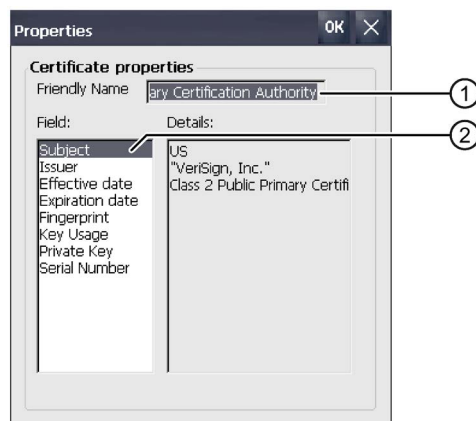 Properties OK
Certificate properties
Friendly Name ary Certification Authority
1
Field: Details:
2
Subject US
Issuer "VeriSign, Inc."
Effective date Class 2 Public Primary Certifi
Expiration date
Fingerprint
Key Usage
Private Key
Serial Number